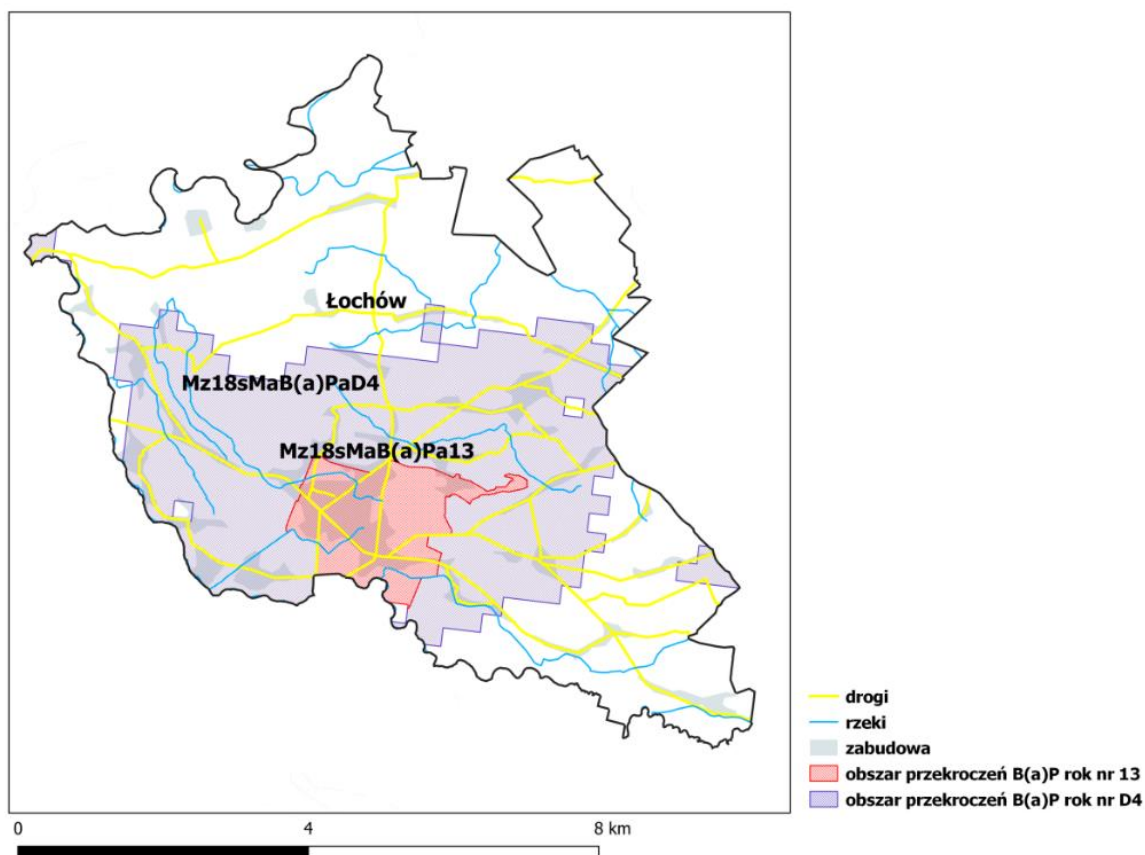 Łochów
Mz18sMaB(a)PaD4
Mz18sMaB(a)Pa13
drogi
rzeki
zabudowa
obszar przekroczeń B(a)P rok nr 13
obszar przekroczeń B(a)P rok nr D4
0 4 8 km